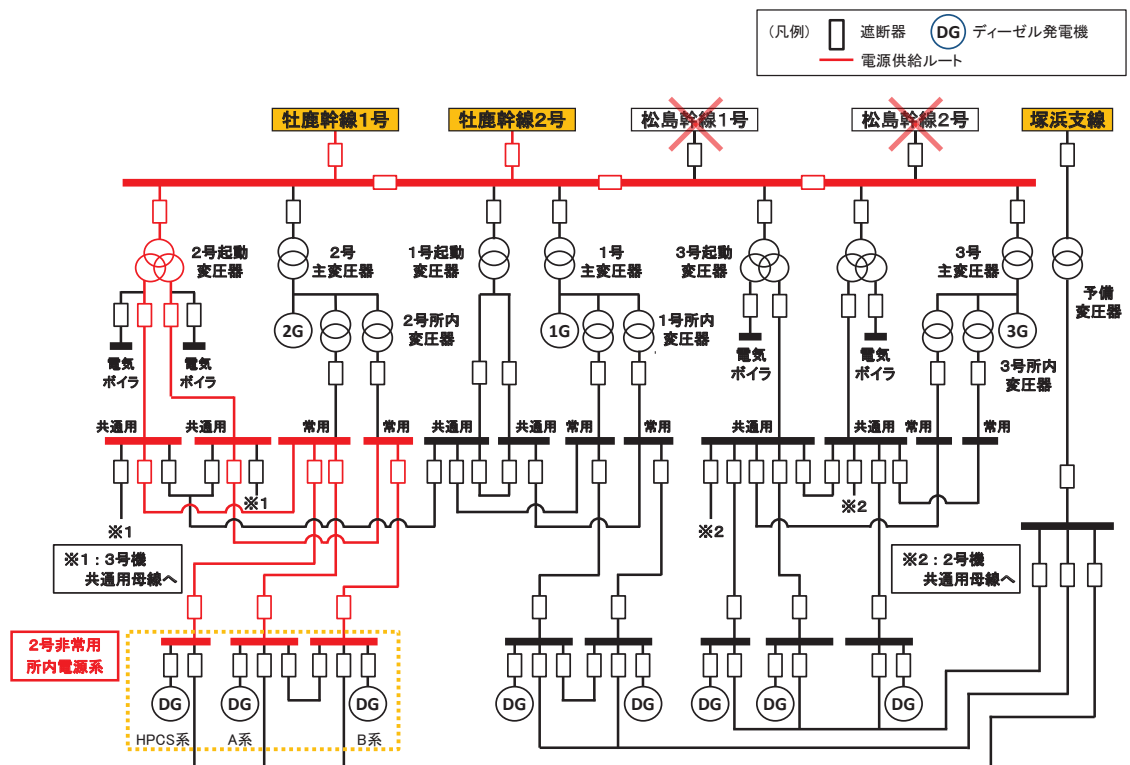 (凡例) 遮断器 DG ディーゼル発電機
電源供給ルート
牡鹿幹線1号
牡鹿幹線2号
松島幹線1号
松島幹線2号
塚浜支線
2号起動
変圧器
2号
主変圧器
1号起動
変圧器
1号
主変圧器
3号起動
変圧器
3号
主変圧器
予備
変圧器
2G
2号所内
変圧器
1G
1号所内
変圧器
3G
3号所内
変圧器
電気
ボイラ
電気
ボイラ
電気
ボイラ
電気
ボイラ
共通用
共通用
常用
常用
共通用
共通用
常用
常用
共通用
共通用
常用
常用
※1
※1
※2
※2
※1:3号機
共通用母線へ
※2:2号機
共通用母線へ
2号非常用
所内電源系
DG
DG
DG
DG
DG
DG
DG
DG
HPCS系
A系
B系